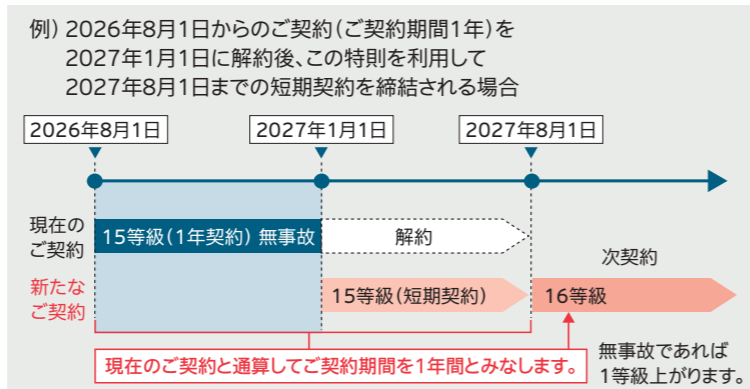 例）2026年8月1日からのご契約（ご契約期間1年）を
2027年1月1日に解約後、この特則を利用して
2027年8月1日までの短期契約を締結される場合
2026年8月1日
2027年1月1日
2027年8月1日
現在の
ご契約
15等級（1年契約） 無事故
解約
新たな
ご契約
15等級（短期契約）
次契約
16等級
現在のご契約と通算してご契約期間を1年間とみなします。
無事故であれば
1等級上がります。